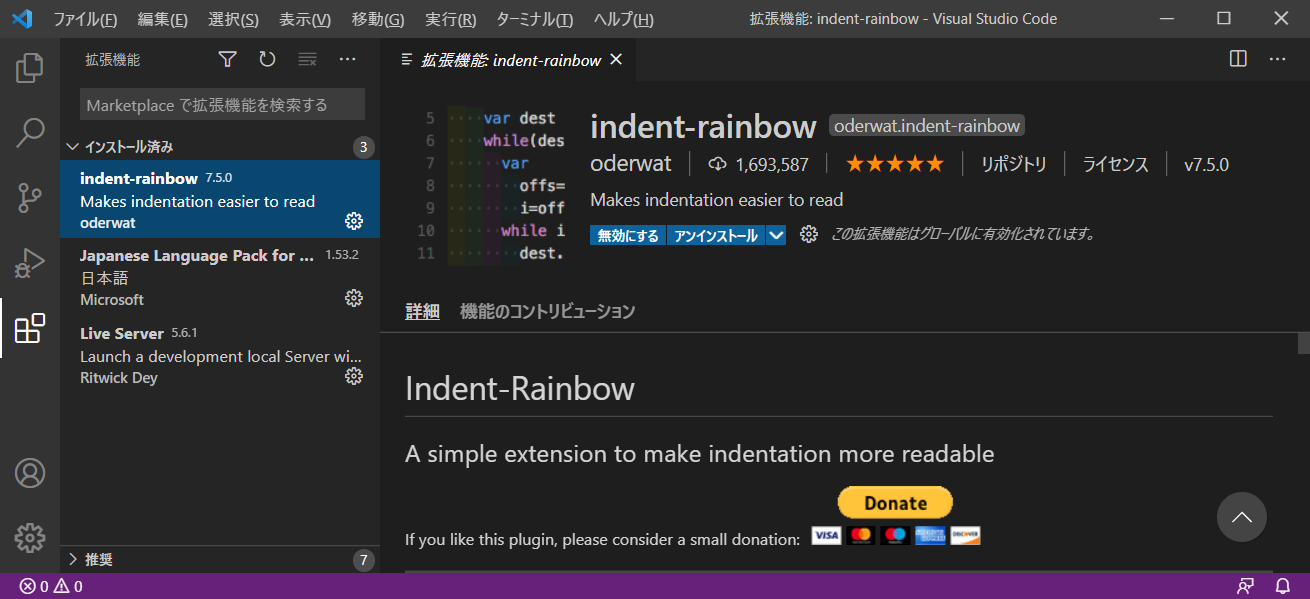 ファイル(F) 編集(E) 選択(S) 表示(V) 移動(G) 実行(R) ターミナル(T) ヘルプ(H) 拡張機能: indent-rainbow - Visual Studio Code
拡張機能
Marketplace で拡張機能を検索する
インストール済み 3
indent-rainbow 7.5.0
Makes indentation easier to read
oderwat
Japanese Language Pack for ... 1.53.2
日本語
Microsoft
Live Server 5.6.1
Launch a development local Server wi...
Ritwick Dey
推奨 7
拡張機能: indent-rainbow
5 ····var dest
6 ····while(des
7 ······var
8 ········offs=
9 ········i=off
10 ······while i
11 ········dest.
indent-rainbow oderwat.indent-rainbow
oderwat 1,693,587 ★★★★★ リポジトリ ライセンス v7.5.0
Makes indentation easier to read
無効にする アンインストール この拡張機能はグローバルに有効化されています。
詳細 機能のコントリビューション
Indent-Rainbow
A simple extension to make indentation more readable
Donate
If you like this plugin, please consider a small donation: VISA DISCOVER
0 0